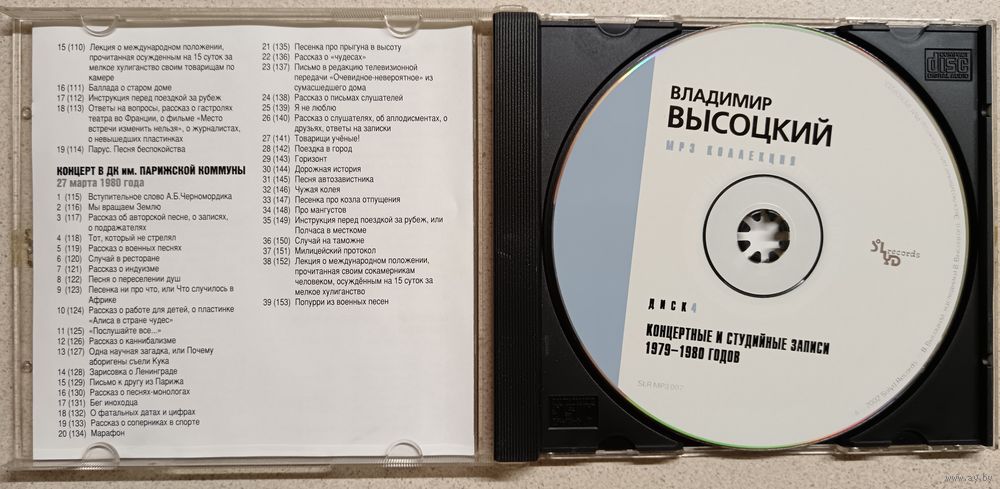 15 (110) Лекция о международном положении,
прочитанная осужденным на 15 суток за
мелкое хулиганство своим товарищам по
камере
16 (111) Баллада о старом доме
17 (112) Инструкция перед поездкой за рубеж
18 (113) Ответы на вопросы, рассказ о гастролях
театра во Франции, о фильме «Место
встречи изменить нельзя», о журналистах,
о невышедших пластинках
19 (114) Парус. Песня беспокойства
КОНЦЕРТ В ДК им. ПАРИЖСКОЙ КОММУНЫ
27 марта 1980 года
1 (115) Вступительное слово А.Б.Черномордика
2 (116) Мы вращаем Землю
3 (117) Рассказ об авторской песне, о записях,
о подражателях
4 (118) Тот, который не стрелял
5 (119) Рассказ о военных песнях
6 (120) Случай в ресторане
7 (121) Рассказ о индуизме
8 (122) Песня о переселении душ
9 (123) Песенка ни про что, или Что случилось в
Африке
10 (124) Рассказ о работе для детей, о пластинке
«Алиса в стране чудес»
11 (125) «Послушайте все...»
12 (126) Рассказ о каннибализме
13 (127) Одна научная загадка, или Почему
аборигены съели Кука
14 (128) Зарисовка о Ленинграде
15 (129) Письмо к другу из Парижа
16 (130) Рассказ о песнях-монологах
17 (131) Бег иноходца
18 (132) О фатальных датах и цифрах
19 (133) Рассказ о соперниках в спорте
20 (134) Марафон
21 (135) Песенка про прыгуна в высоту
22 (136) Рассказ о «чудесах»
23 (137) Письмо в редакцию телевизионной
передачи «Очевидное-невероятное» из
сумасшедшего дома
24 (138) Рассказ о письмах слушателей
25 (139) Я не люблю
26 (140) Рассказ о слушателях, об аплодисментах, о
друзьях, ответы на записки
27 (141) Товарищи учёные!
28 (142) Поездка в город
29 (143) Горизонт
30 (144) Дорожная история
31 (145) Песня автозавистника
32 (146) Чужая колея
33 (147) Песенка про козла отпущения
34 (148) Про мангустов
35 (149) Инструкция перед поездкой за рубеж, или
Полчаса в месткоме
36 (150) Случай на таможне
37 (151) Милицейский протокол
38 (152) Лекция о международном положении,
прочитанная своим сокамерникам
человеком, осуждённым на 15 суток за
мелкое хулиганство
39 (153) Попурри из военных песен
ВЛАДИМИР
ВЫСОЦКИЙ
MP3 КОЛЛЕКЦИЯ
SoLyD records
ДИСК 4
КОНЦЕРТНЫЕ И СТУДИЙНЫЕ ЗАПИСИ
1979–1980 ГОДОВ
SLR MP3 007
COMPACT
disc
DIGITAL AUDIO
www.ay.by